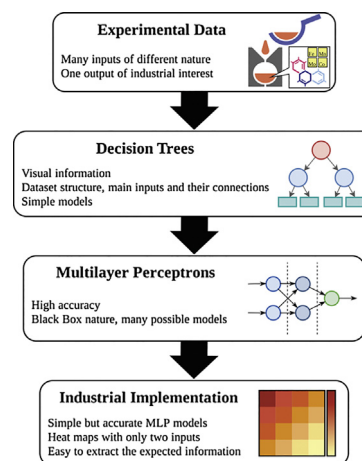 Experimental Data
Many inputs of different nature
One output of industrial interest
Decision Trees
Visual information
Dataset structure, main inputs and their connections
Simple models
Multilayer Perceptrons
High accuracy
Black Box nature, many possible models
Industrial Implementation
Simple but accurate MLP models
Heat maps with only two inputs
Easy to extract the expected information